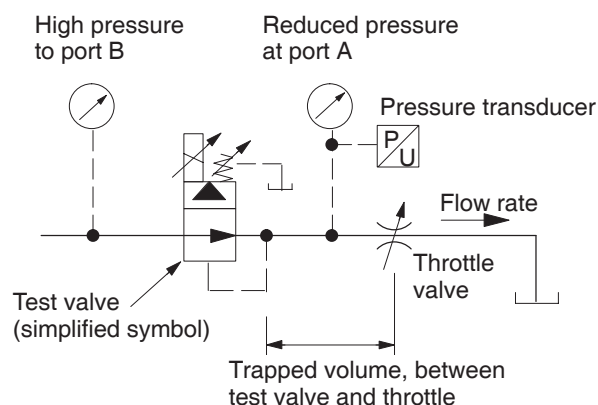 High pressure
to port B
Reduced pressure
at port A
Pressure transducer
P
U
Flow rate
Throttle
valve
Test valve
(simplified symbol)
Trapped volume, between
test valve and throttle